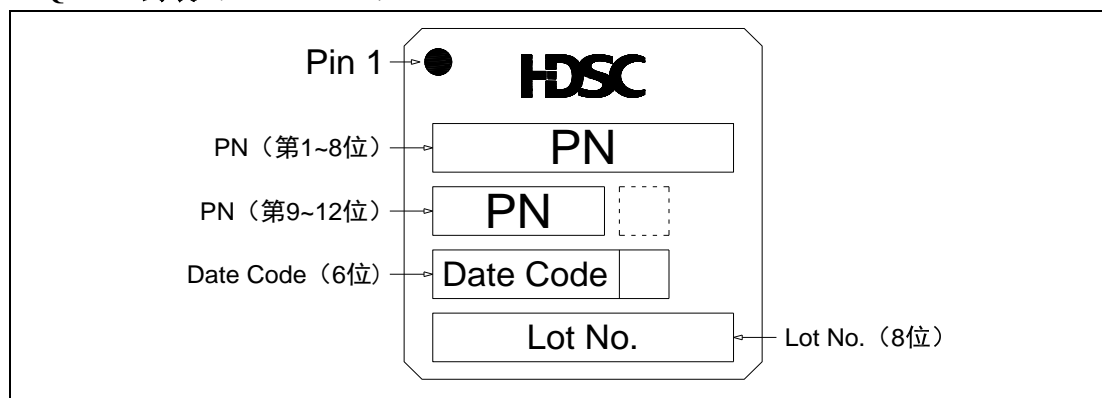 Pin 1
HDSC
PN（第1~8位）
PN
PN（第9~12位）
PN
Date Code（6位）
Date Code
Lot No.
Lot No.（8位）